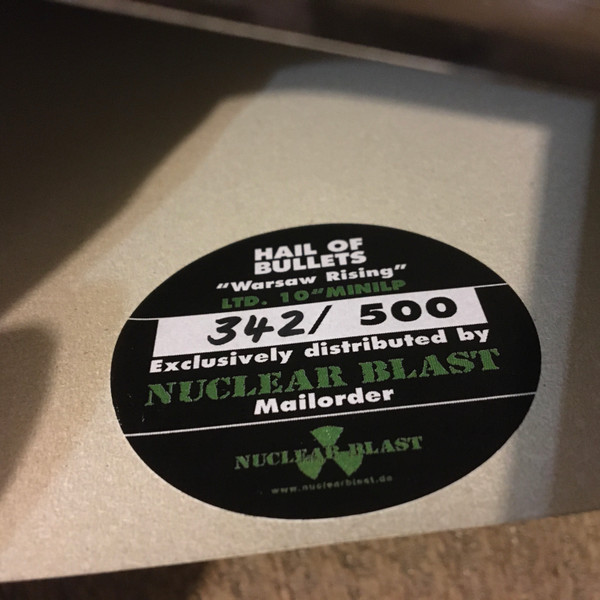 HAIL OF
BULLETS
"Warsaw Rising"
LTD. 10"MINILP
342/ 500
Exclusively distributed by
NUCLEAR BLAST
Mailorder
NUCLEAR BLAST
www.nuclearblast.de